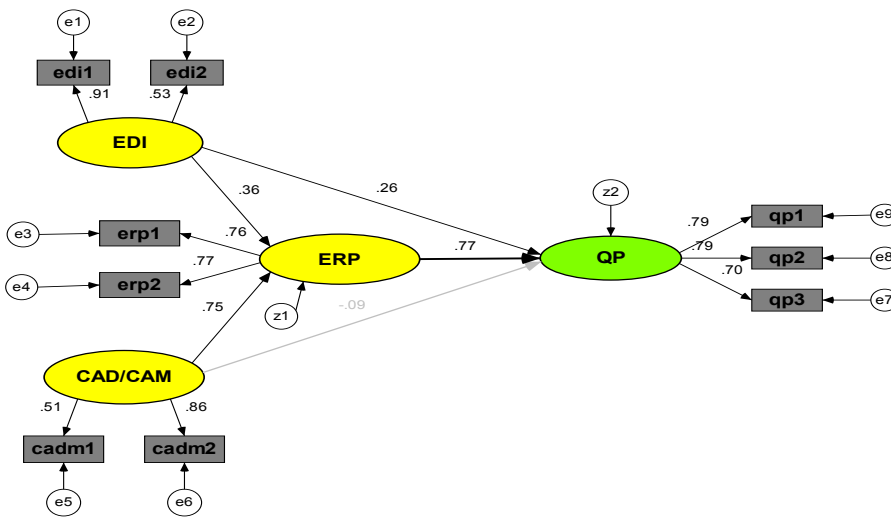 e1
e2
edi1
edi2
.91
.53
EDI
z2
.36
.26
.79
qp1
e9
e3
erp1
.76
.77
.79
qp2
e8
ERP
QP
e4
erp2
.77
.70
qp3
e7
.75
z1
-.09
CAD/CAM
.51
.86
cadm1
cadm2
e5
e6